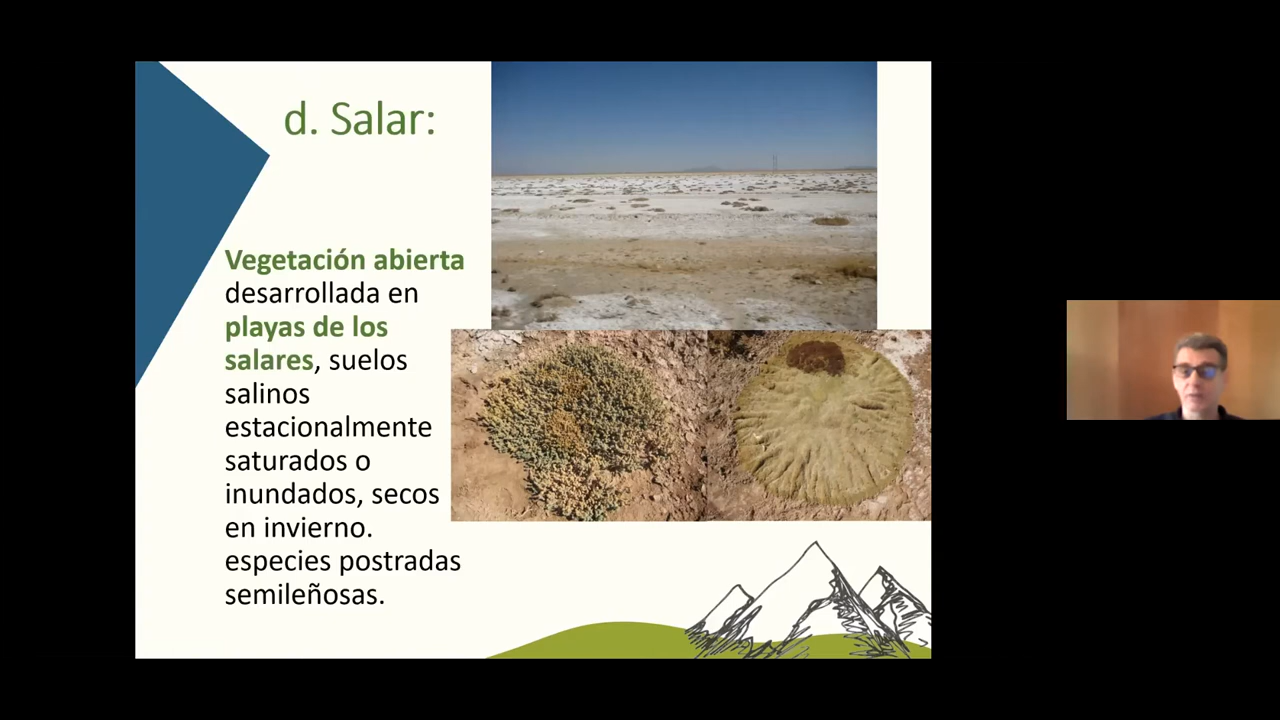 d. Salar:
Vegetación abierta
desarrollada en
playas de los
salares, suelos
salinos
estacionalmente
saturados o
inundados, secos
en invierno.
especies postradas
semileñosas.